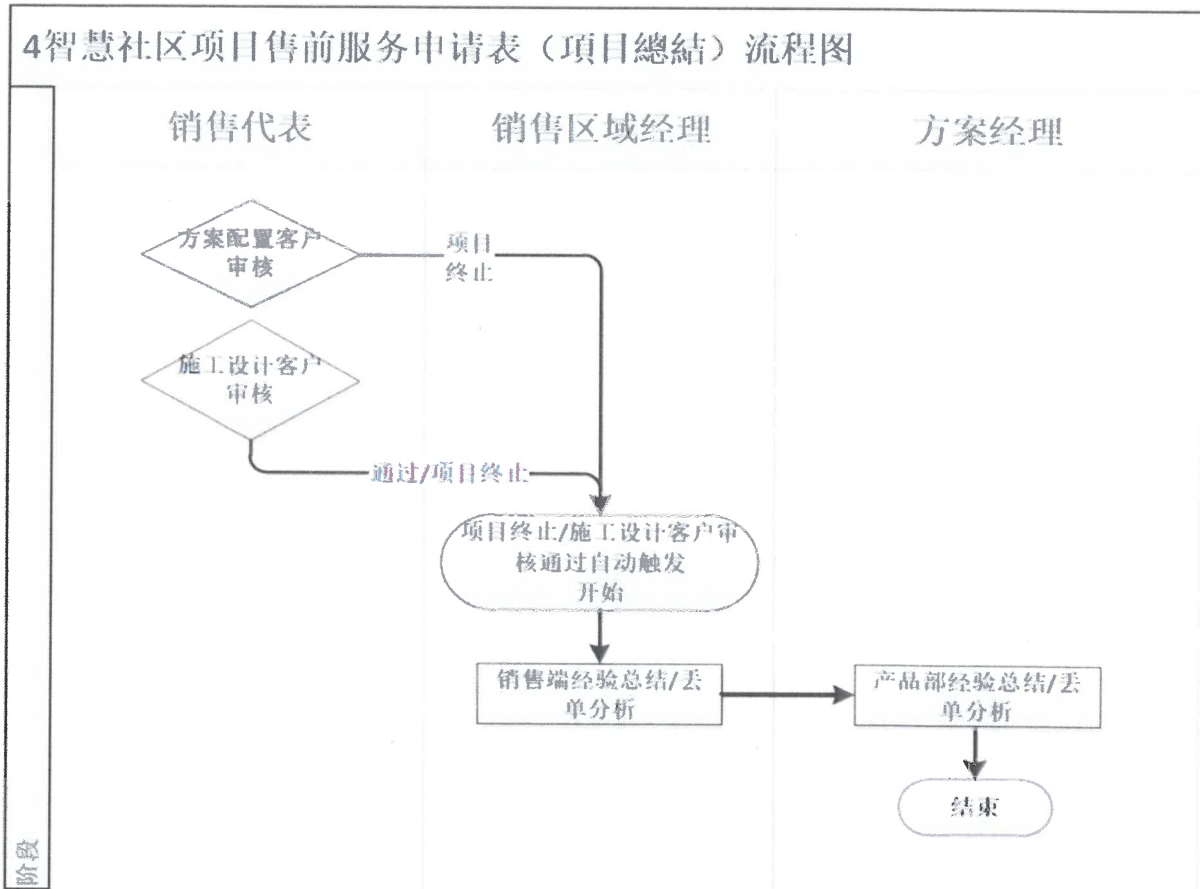 4智慧社区项目售前服务申请表（項目總結）流程图
销售代表
销售区域经理
方案经理
方案配置客户
审核
项目
终止
施工设计客户
审核
通过/项目终止
项目终止/施工设计客户审
核通过自动触发
开始
销售端经验总结/丢
单分析
产品部经验总结/丢
单分析
结束
阶段